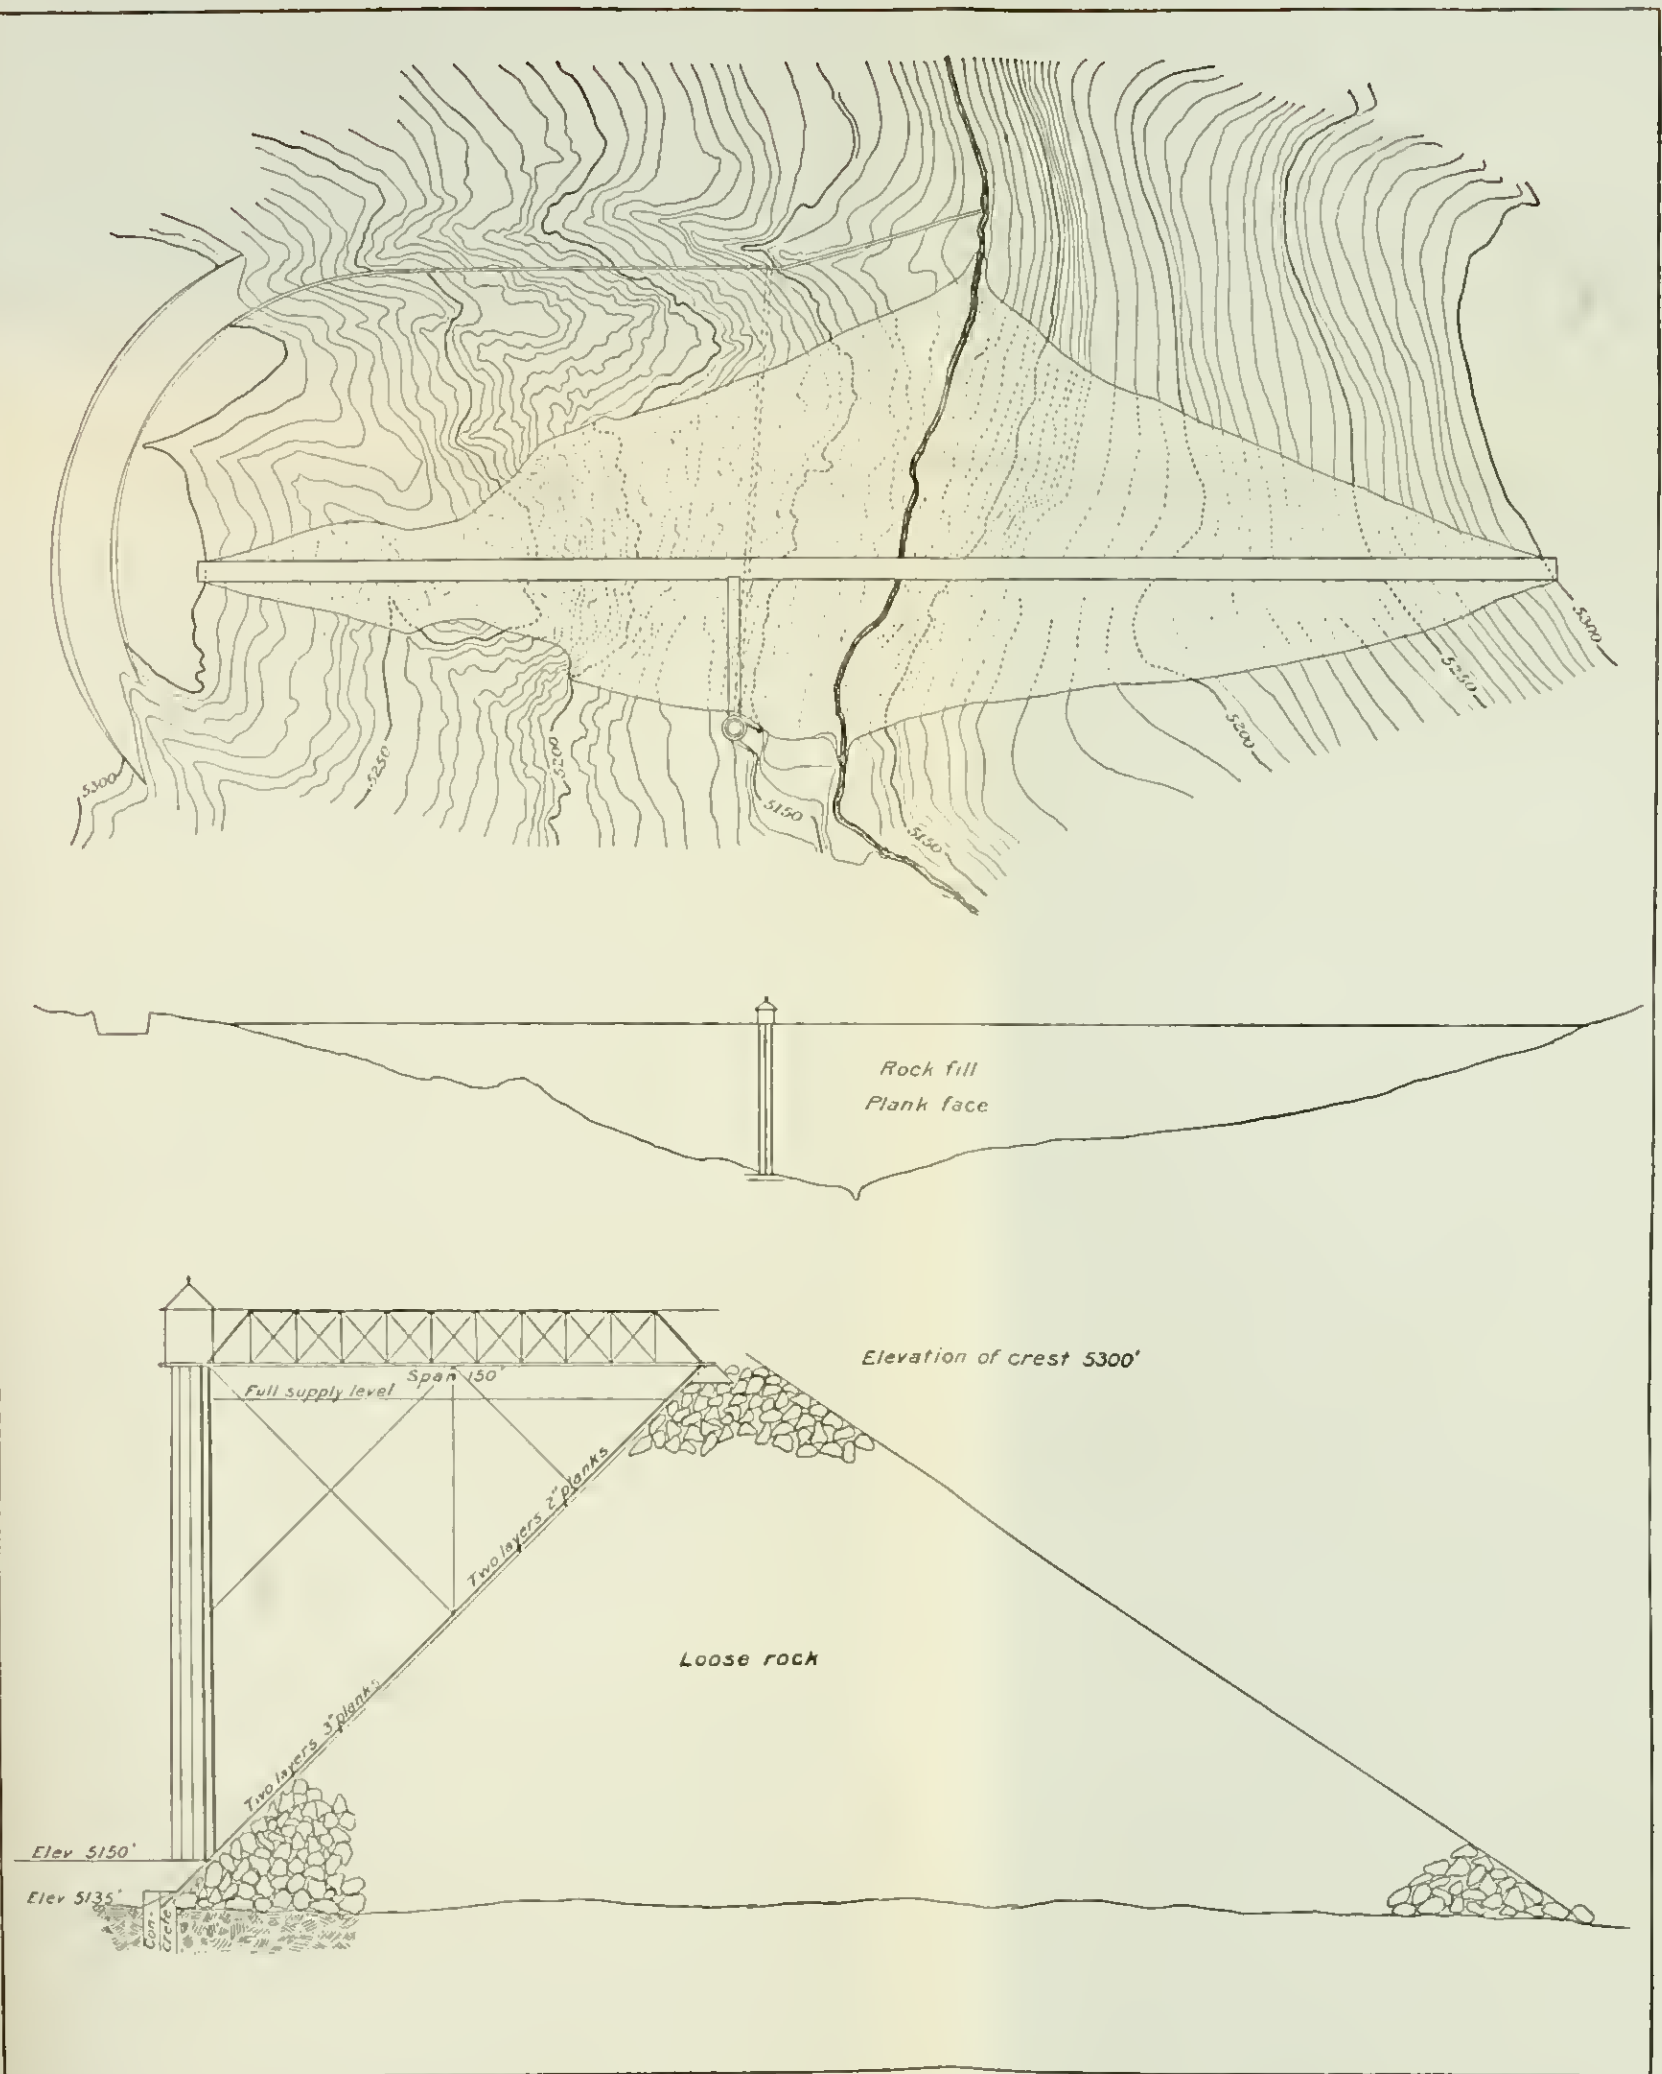 5300
5250
5200
5300
5250
5200
5150
5150
Rock fill
Plank face
Elevation of crest 5300'
Span 150'
Full supply level
Two layers 2" planks
Loose rock
Two layers 3" planks
Elev 5150'
Elev 5135'
Con-
crete